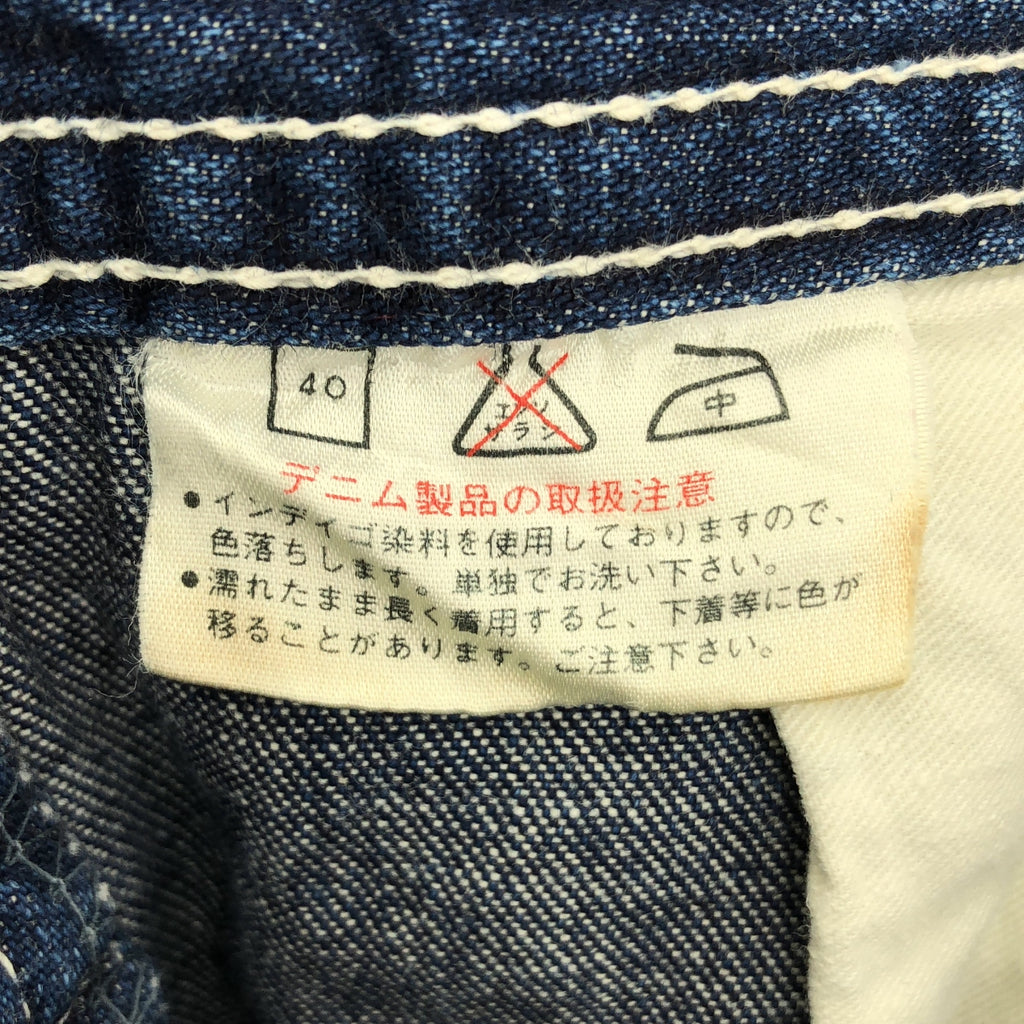 40
エンソ
サラシ
中
デニム製品の取扱注意
●インデイゴ染料を使用しておりますので、
色落ちします。単独でお洗い下さい。
●濡れたまま長く着用すると、下着等に色が
移ることがあります。ご注意下さい。